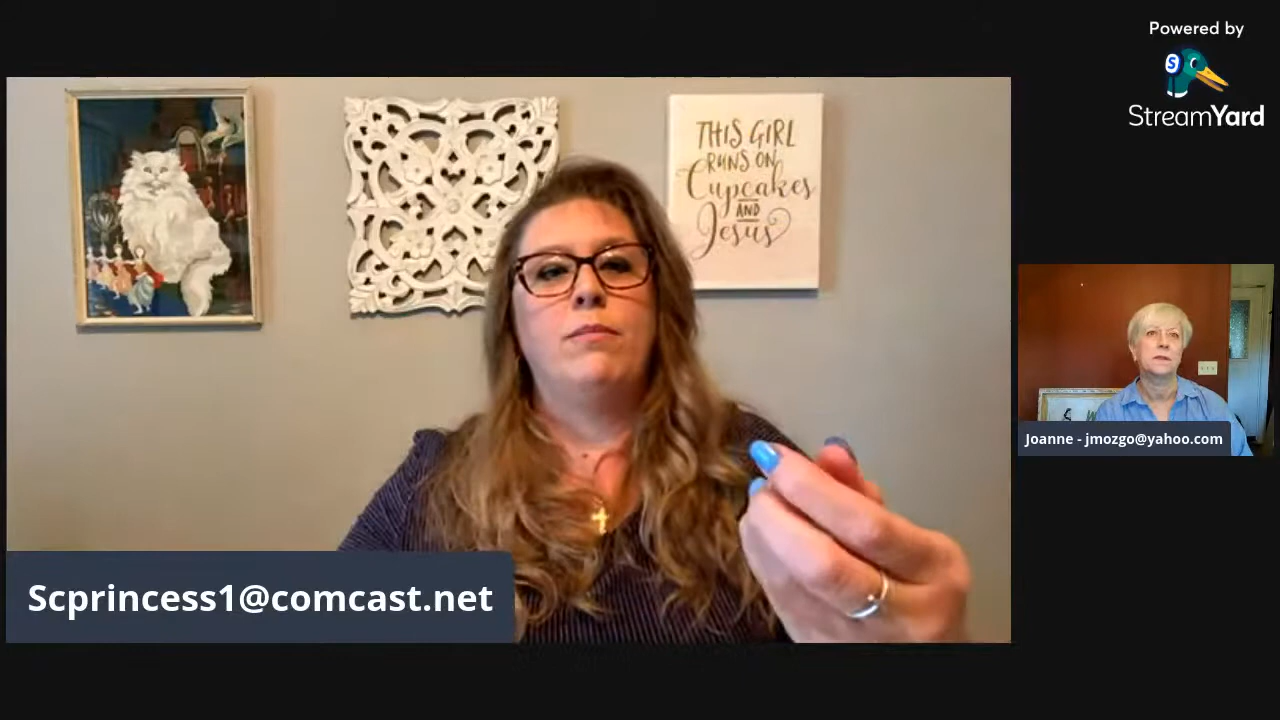 Powered by
StreamYard
THIS GIRL
RUNS ON
Cupcakes
AND
Jesus
Joanne - jmozgo@yahoo.com
Scprincess1@comcast.net